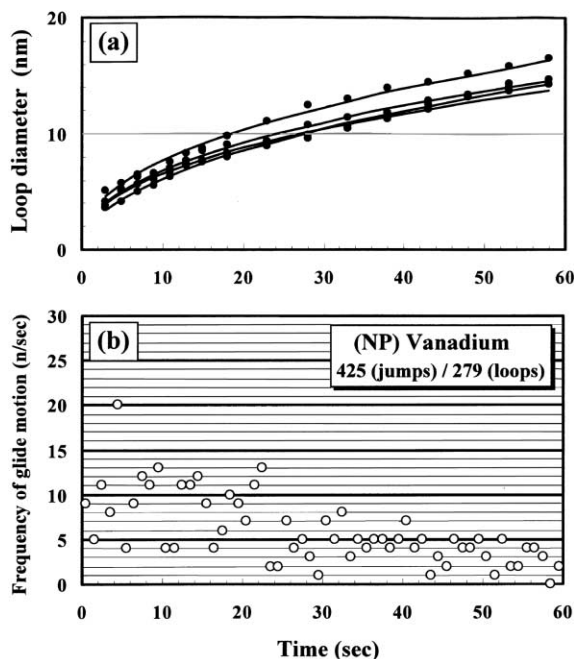 (a)
Loop diameter (nm)
20
10
0
0 10 20 30 40 50 60
(b)
Frequency of glide motion (n/sec)
30
25
20
15
10
5
0
(NP) Vanadium
425 (jumps) / 279 (loops)
0 10 20 30 40 50 60
Time (sec)